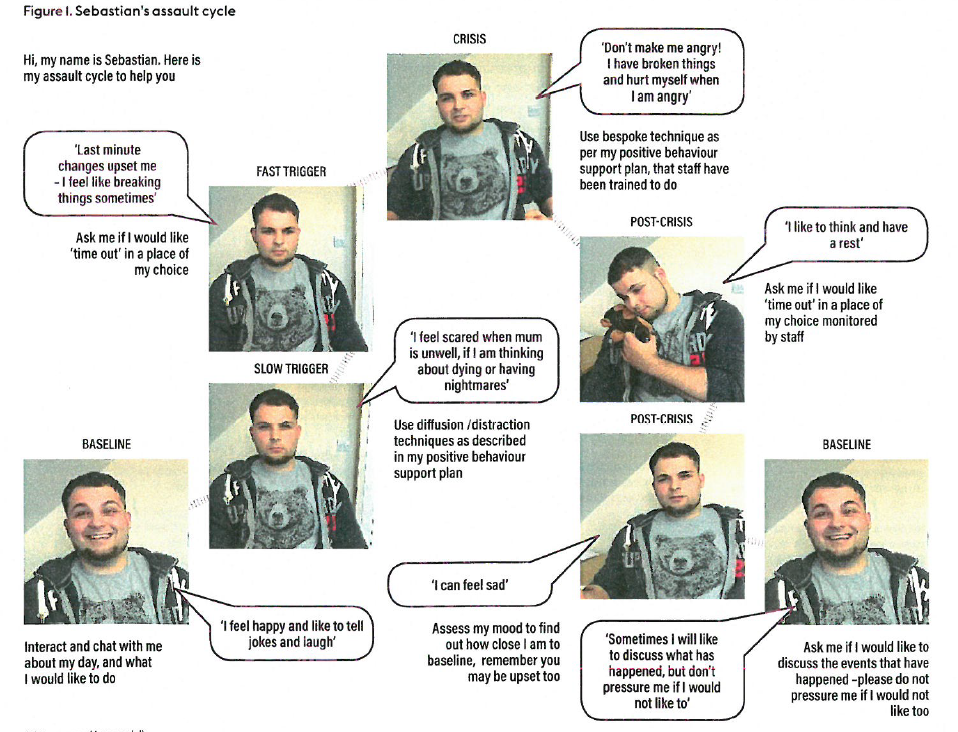 Figure 1. Sebastian's assault cycle
Hi, my name is Sebastian. Here is
my assault cycle to help you
CRISIS
'Don't make me angry!
I have broken things
and hurt myself when
I am angry'
Use bespoke technique as
per my positive behaviour
support plan, that staff have
been trained to do
'Last minute
changes upset me
– I feel like breaking
things sometimes'
FAST TRIGGER
Ask me if I would like
'time out' in a place of
my choice
POST-CRISIS
'I like to think and have
a rest'
Ask me if I would like
'time out' in a place of
my choice monitored
by staff
SLOW TRIGGER
'I feel scared when mum
is unwell, if I am thinking
about dying or having
nightmares'
Use diffusion /distraction
techniques as described
in my positive behaviour
support plan
BASELINE
'I feel happy and like to tell
jokes and laugh'
Interact and chat with me
about my day, and what
I would like to do
POST-CRISIS
'I can feel sad'
Assess my mood to find
out how close I am to
baseline, remember you
may be upset too
BASELINE
'Sometimes I will like
to discuss what has
happened, but don't
pressure me if I would
not like to'
Ask me if I would like to
discuss the events that have
happened –please do not
pressure me if I would not
like too